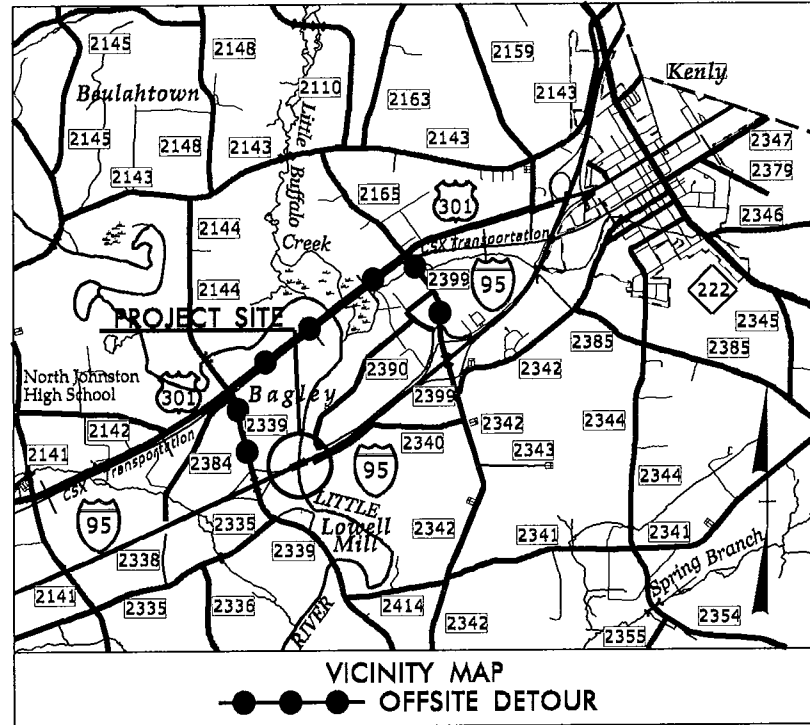 2145
2148
2159
Kenly
Beulahtown
2110
2163
2143
Little
Buffalo
Creek
2145
2148
2143
2143
2347
2143
2379
2165
301
2346
2144
CSX Transportation
2144
2399
95
222
PROJECT SITE
2345
2385
2385
North Johnston
High School
2390
2342
301
Bagley
2399
2142
2339
2342
2344
2141
2340
2343
CSX Transportation
2384
95
2344
95
LITTLE
Lowell
Mill
2335
2342
2341
2341
2338
2339
Spring Branch
2141
2335
2336
RIVER
2414
2342
2354
2355
VICINITY MAP
OFFSITE DETOUR